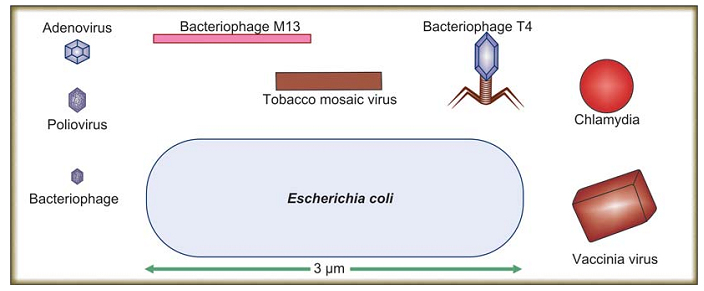 Adenovirus
Bacteriophage M13
Bacteriophage T4
Tobacco mosaic virus
Poliovirus
Chlamydia
Bacteriophage
Escherichia coli
Vaccinia virus
3 µm